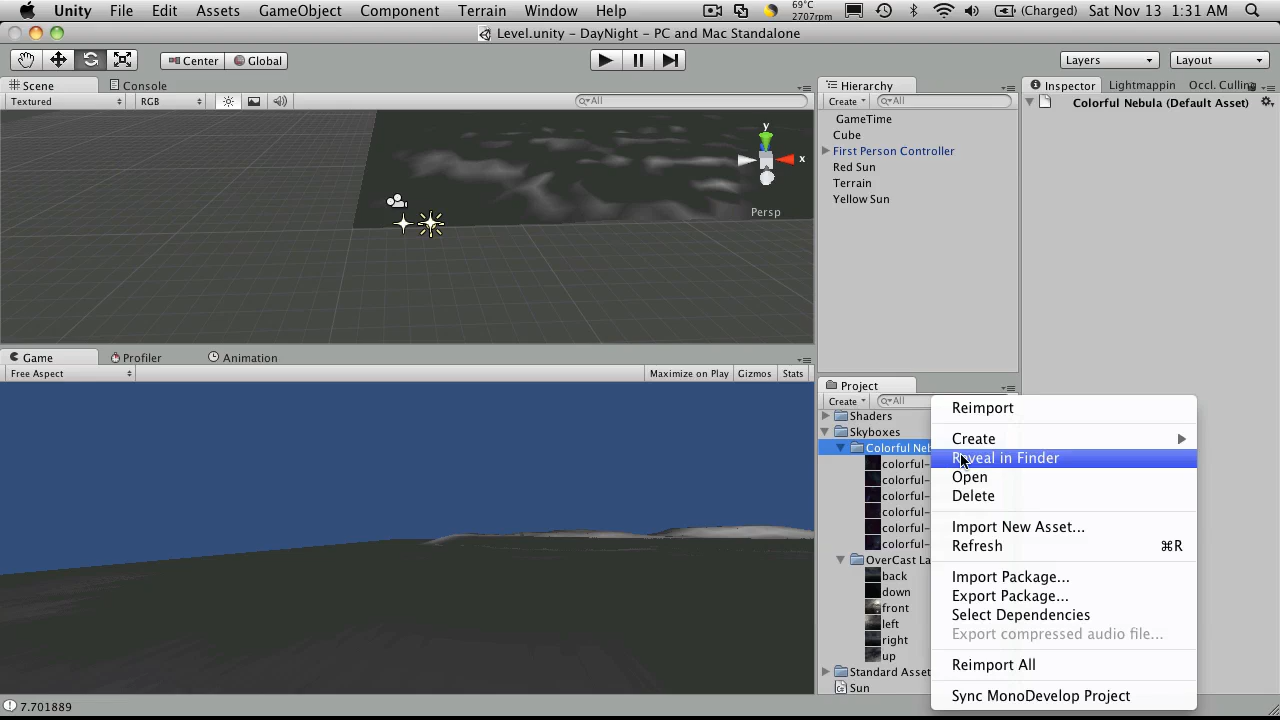 Unity File Edit Assets GameObject Component Terrain Window Help 69°C 2707rpm (Charged) Sat Nov 13 1:31 AM
Level.unity - DayNight - PC and Mac Standalone
Center Global Layers Layout
Scene Console
Textured RGB All
y
x
Persp
Hierarchy
Create All
GameTime
Cube
First Person Controller
Red Sun
Terrain
Yellow Sun
Inspector Lightmappin Occl. Culling
Colorful Nebula (Default Asset)
Game Profiler Animation
Free Aspect Maximize on Play Gizmos Stats
Project
Create All
Shaders
Skyboxes
Colorful Neb
colorful-
colorful-
colorful-
colorful-
colorful-
colorful-
OverCast La
back
down
front
left
right
up
Standard Asset
Sun
Reimport
Create
Reveal in Finder
Open
Delete
Import New Asset...
Refresh ⌘R
Import Package...
Export Package...
Select Dependencies
Export compressed audio file...
Reimport All
Sync MonoDevelop Project
7.701889